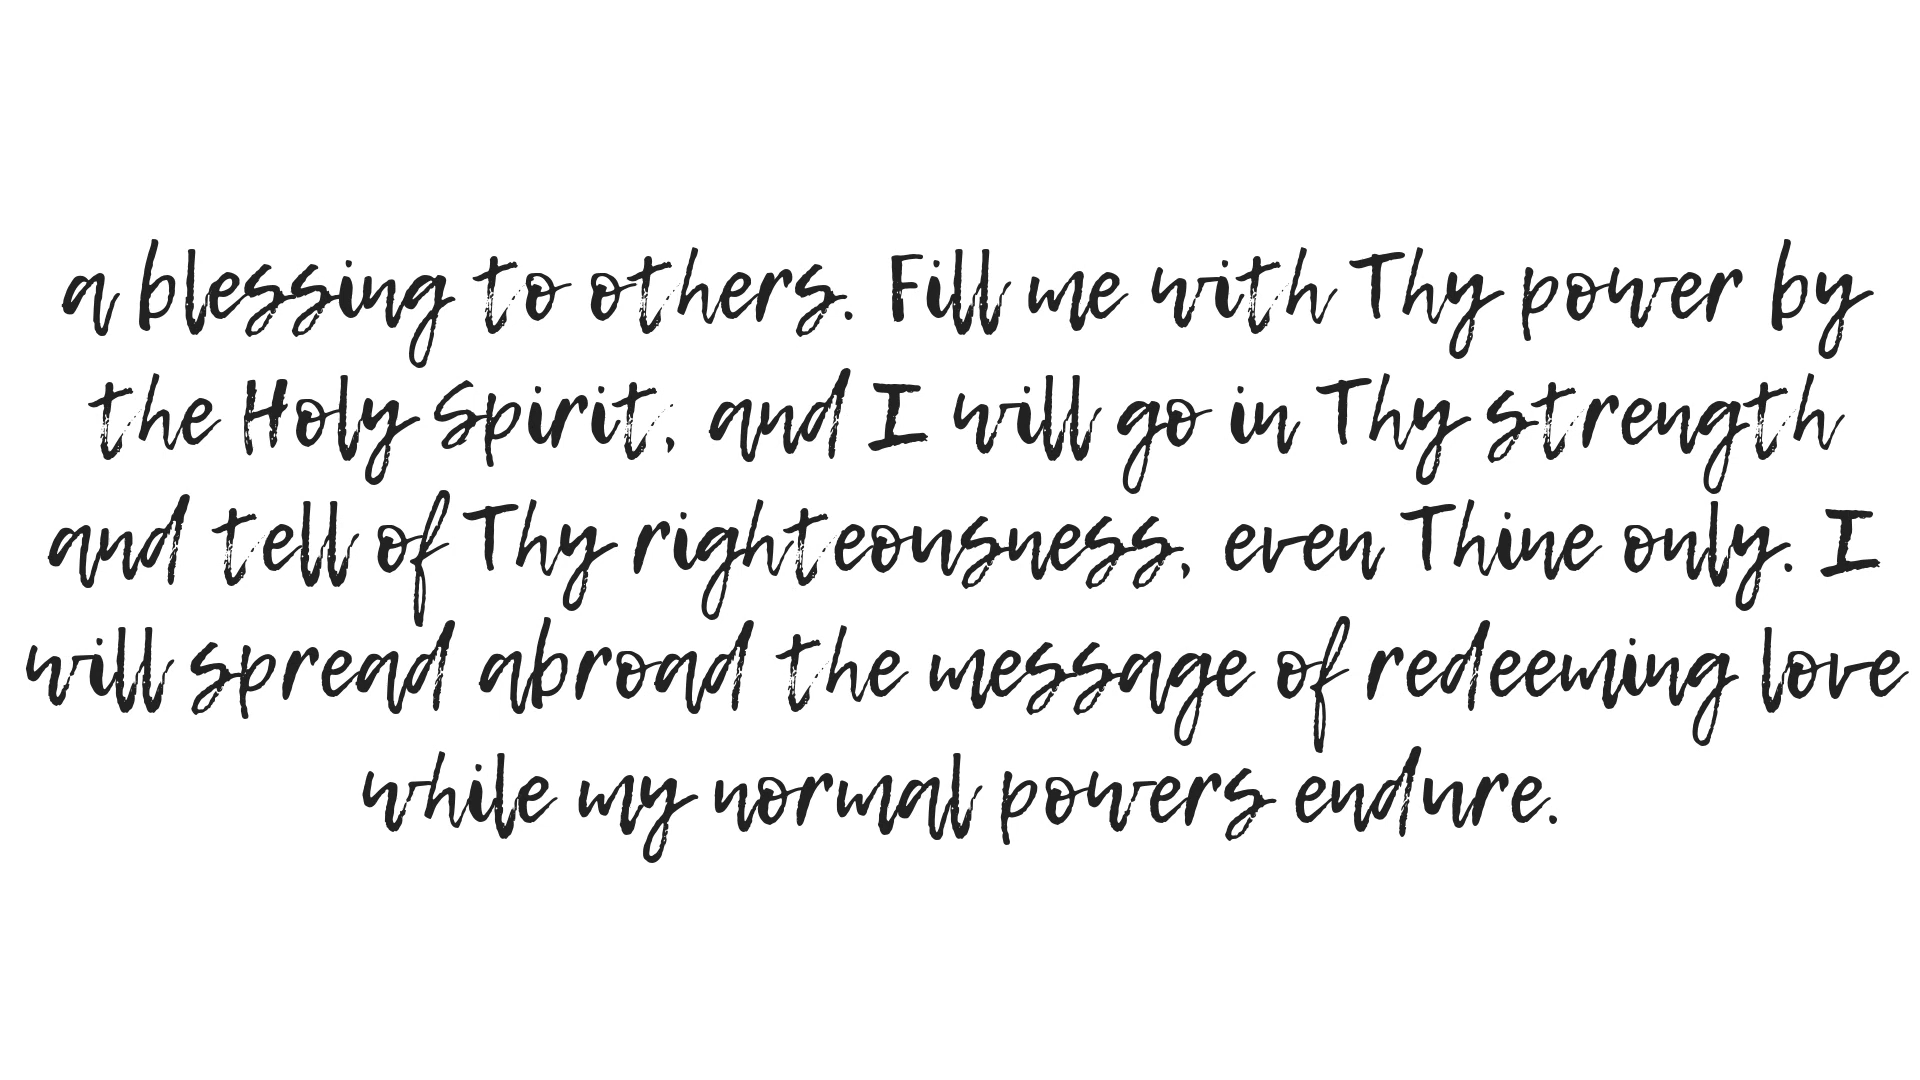 a blessing to others. Fill me with Thy power by
the Holy Spirit, and I will go in Thy strength
and tell of Thy righteousness, even Thine only. I
will spread abroad the message of redeeming love
while my normal powers endure.